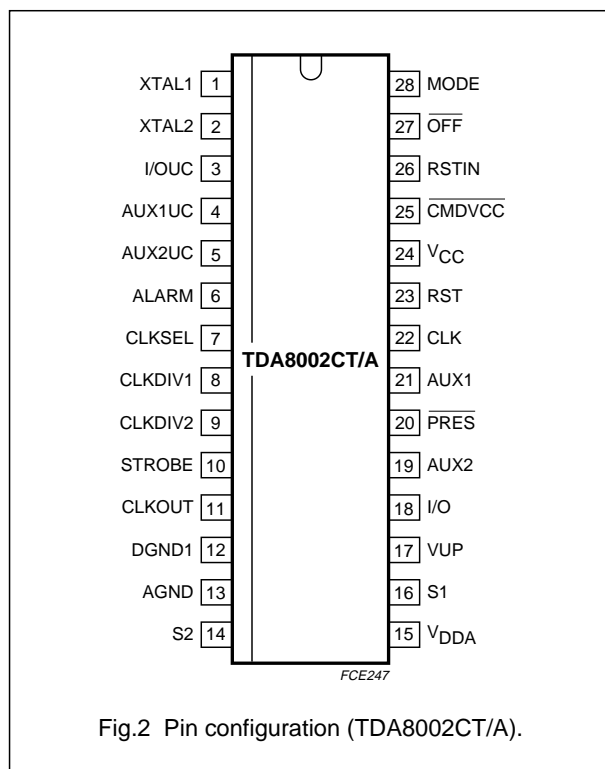 XTAL1 1 28 MODE
XTAL2 2 27 O̅F̅F̅
I/OUC 3 26 RSTIN
AUX1UC 4 25 C̅M̅D̅V̅C̅C̅
AUX2UC 5 24 VCC
ALARM 6 23 RST
CLKSEL 7 22 CLK
TDA8002CT/A
CLKDIV1 8 21 AUX1
CLKDIV2 9 20 P̅R̅E̅S̅
STROBE 10 19 AUX2
CLKOUT 11 18 I/O
DGND1 12 17 VUP
AGND 13 16 S1
S2 14 15 VDDA
FCE247
Fig.2 Pin configuration (TDA8002CT/A).